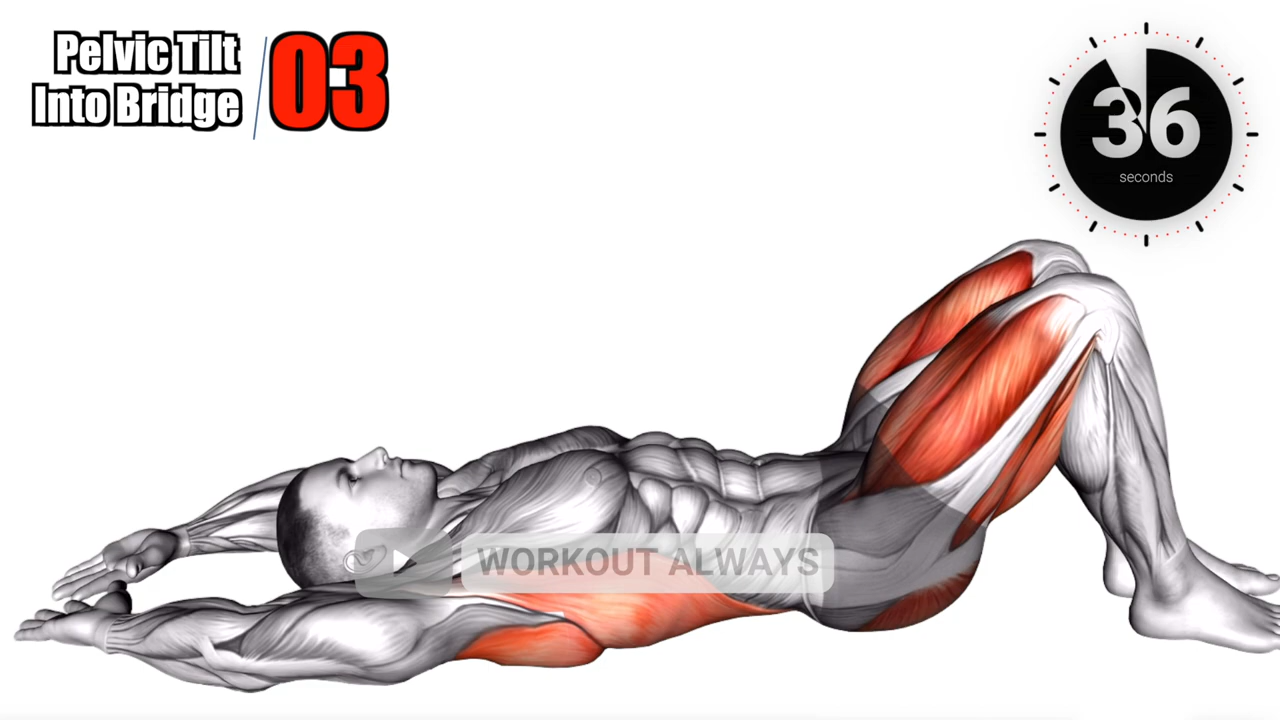 Pelvic Tilt
Into Bridge
03
36
seconds
WORKOUT ALWAYS